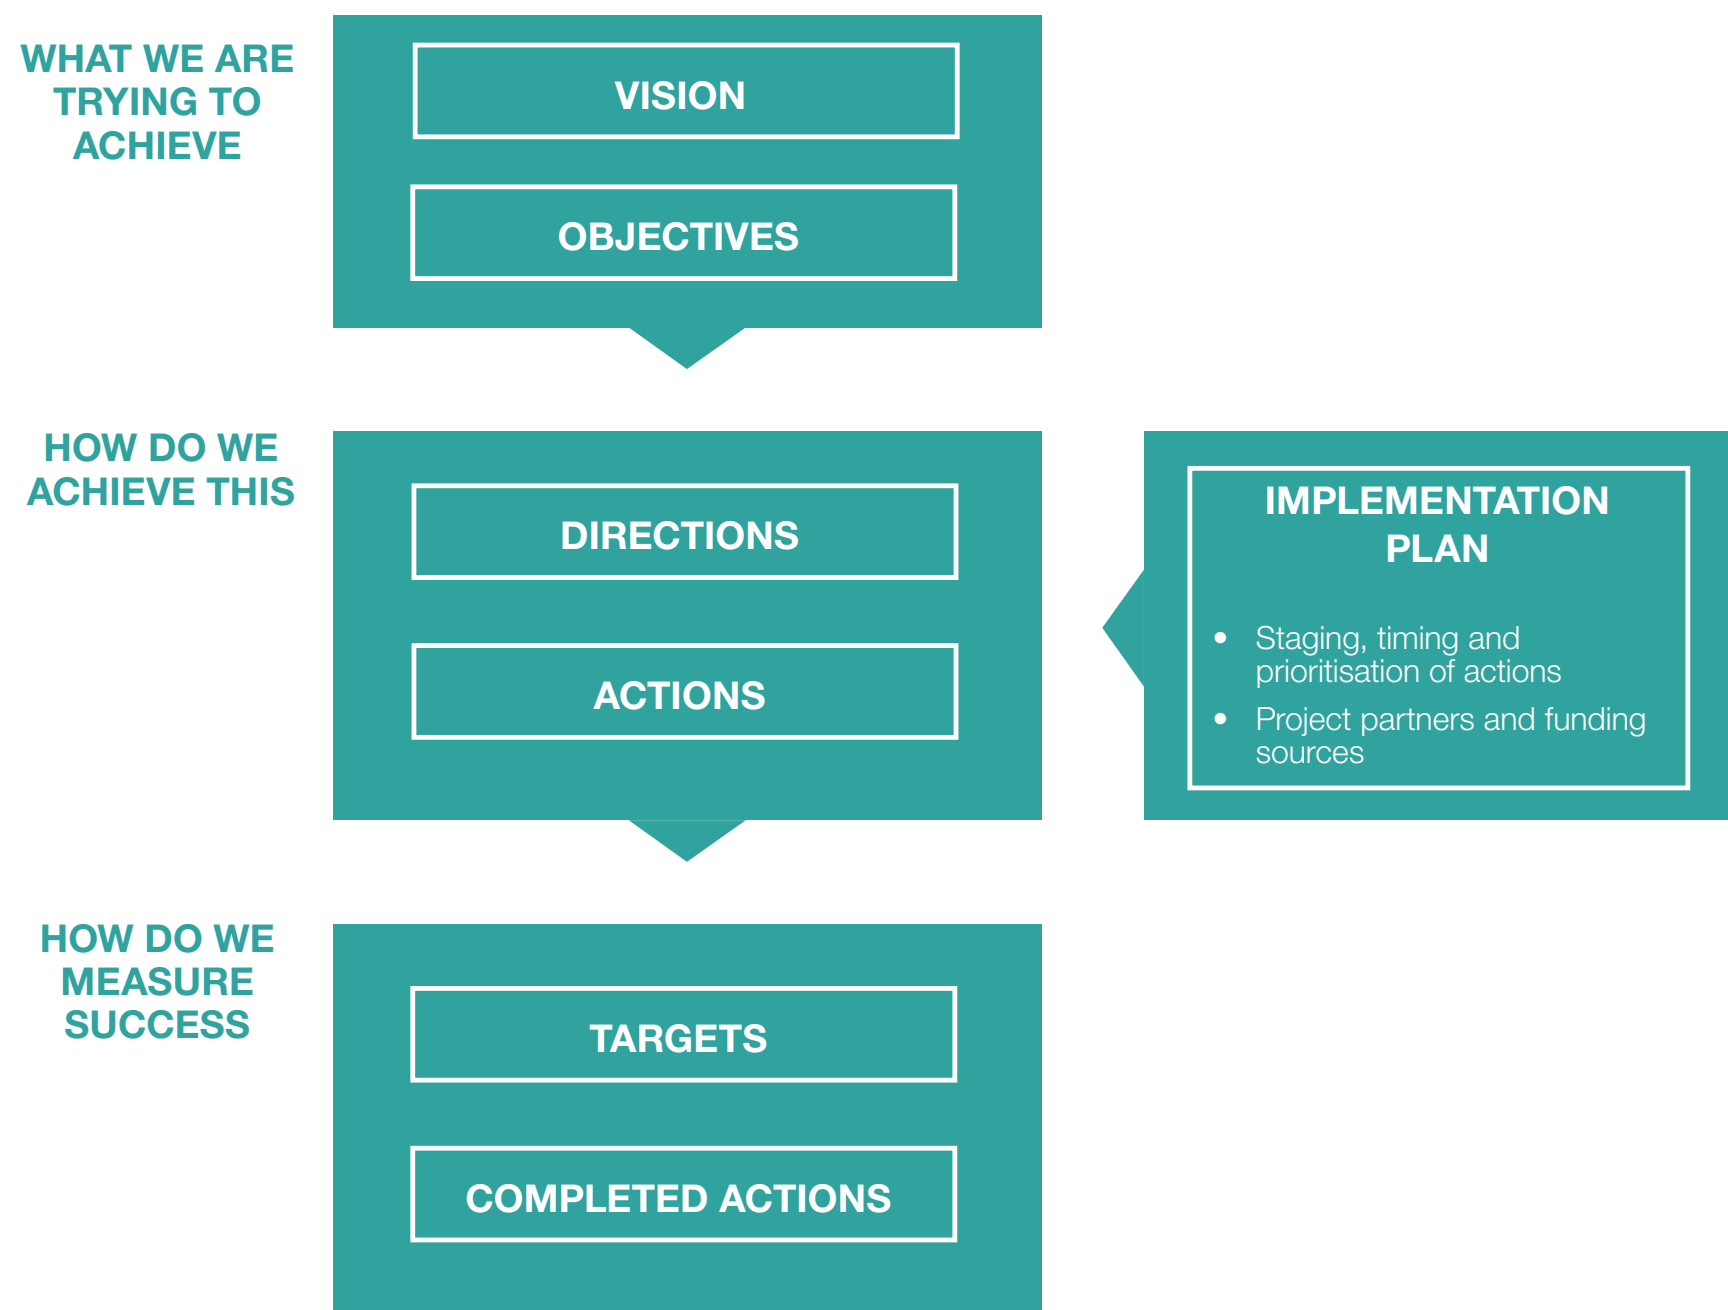 WHAT WE ARE
TRYING TO
ACHIEVE
VISION
OBJECTIVES
HOW DO WE
ACHIEVE THIS
DIRECTIONS
ACTIONS
IMPLEMENTATION
PLAN
• Staging, timing and
prioritisation of actions
• Project partners and funding
sources
HOW DO WE
MEASURE
SUCCESS
TARGETS
COMPLETED ACTIONS